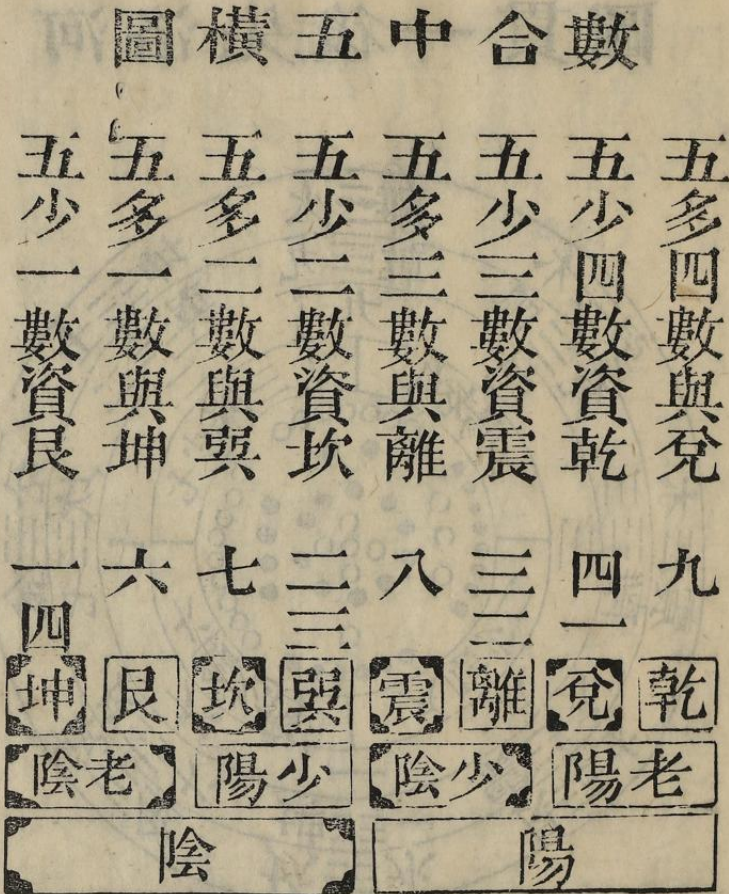 數合中五橫圖
五多四數與兌 九
五少四數資乾 四一
五少三數資震 三二
五多三數與離 八
五少二數資坎 二三
五多二數與巽 七
五多一數與坤 六
五少一數資艮 一四
乾 兌 離 震 巽 坎 艮 坤
老陽 少陰 少陽 老陰
陽 陰